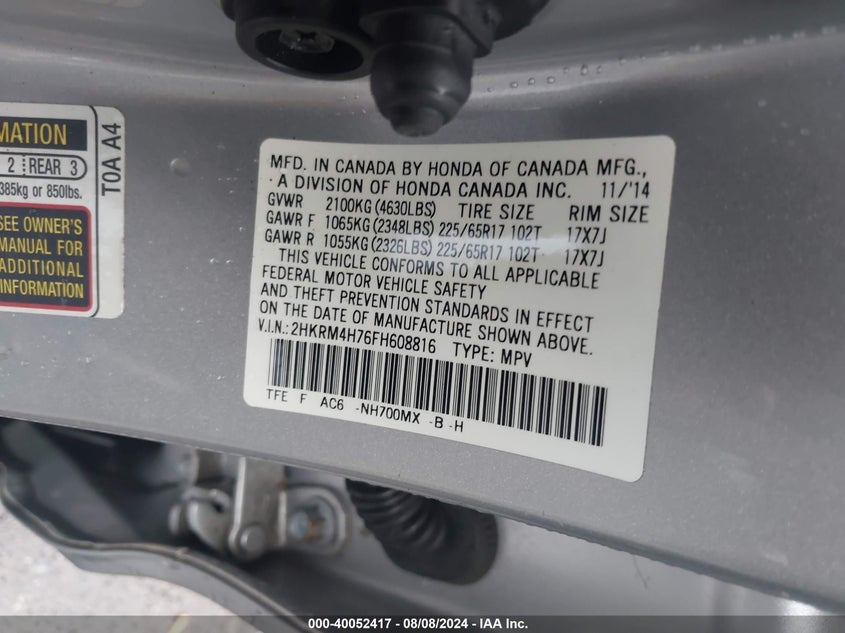 MATION
2 REAR 3
385kg or 850lbs.
SEE OWNER'S
MANUAL FOR
ADDITIONAL
INFORMATION
T0A A4
MFD. IN CANADA BY HONDA OF CANADA MFG.,
A DIVISION OF HONDA CANADA INC. 11/'14
GVWR 2100KG(4630LBS) TIRE SIZE RIM SIZE
GAWR F 1065KG(2348LBS) 225/65R17 102T 17X7J
GAWR R 1055KG(2326LBS) 225/65R17 102T 17X7J
THIS VEHICLE CONFORMS TO ALL APPLICABLE
FEDERAL MOTOR VEHICLE SAFETY
AND THEFT PREVENTION STANDARDS IN EFFECT
ON THE DATE OF MANUFACTURE SHOWN ABOVE.
V.I.N.:2HKRM4H76FH608816 TYPE: MPV
TFE F AC6 -NH700MX -B -H
000-40052417 - 08/08/2024 - IAA Inc.